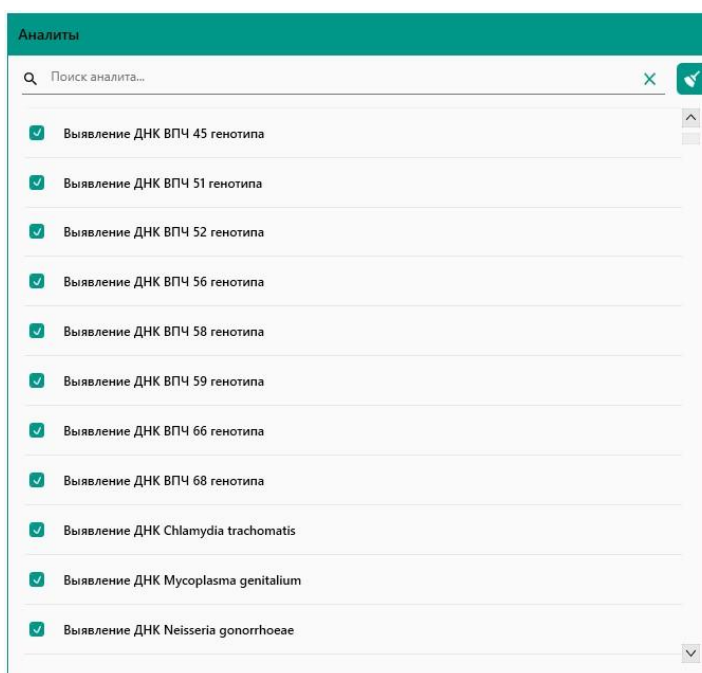 Аналиты
Поиск аналита...
Выявление ДНК ВПЧ 45 генотипа
Выявление ДНК ВПЧ 51 генотипа
Выявление ДНК ВПЧ 52 генотипа
Выявление ДНК ВПЧ 56 генотипа
Выявление ДНК ВПЧ 58 генотипа
Выявление ДНК ВПЧ 59 генотипа
Выявление ДНК ВПЧ 66 генотипа
Выявление ДНК ВПЧ 68 генотипа
Выявление ДНК Chlamydia trachomatis
Выявление ДНК Mycoplasma genitalium
Выявление ДНК Neisseria gonorrhoeae